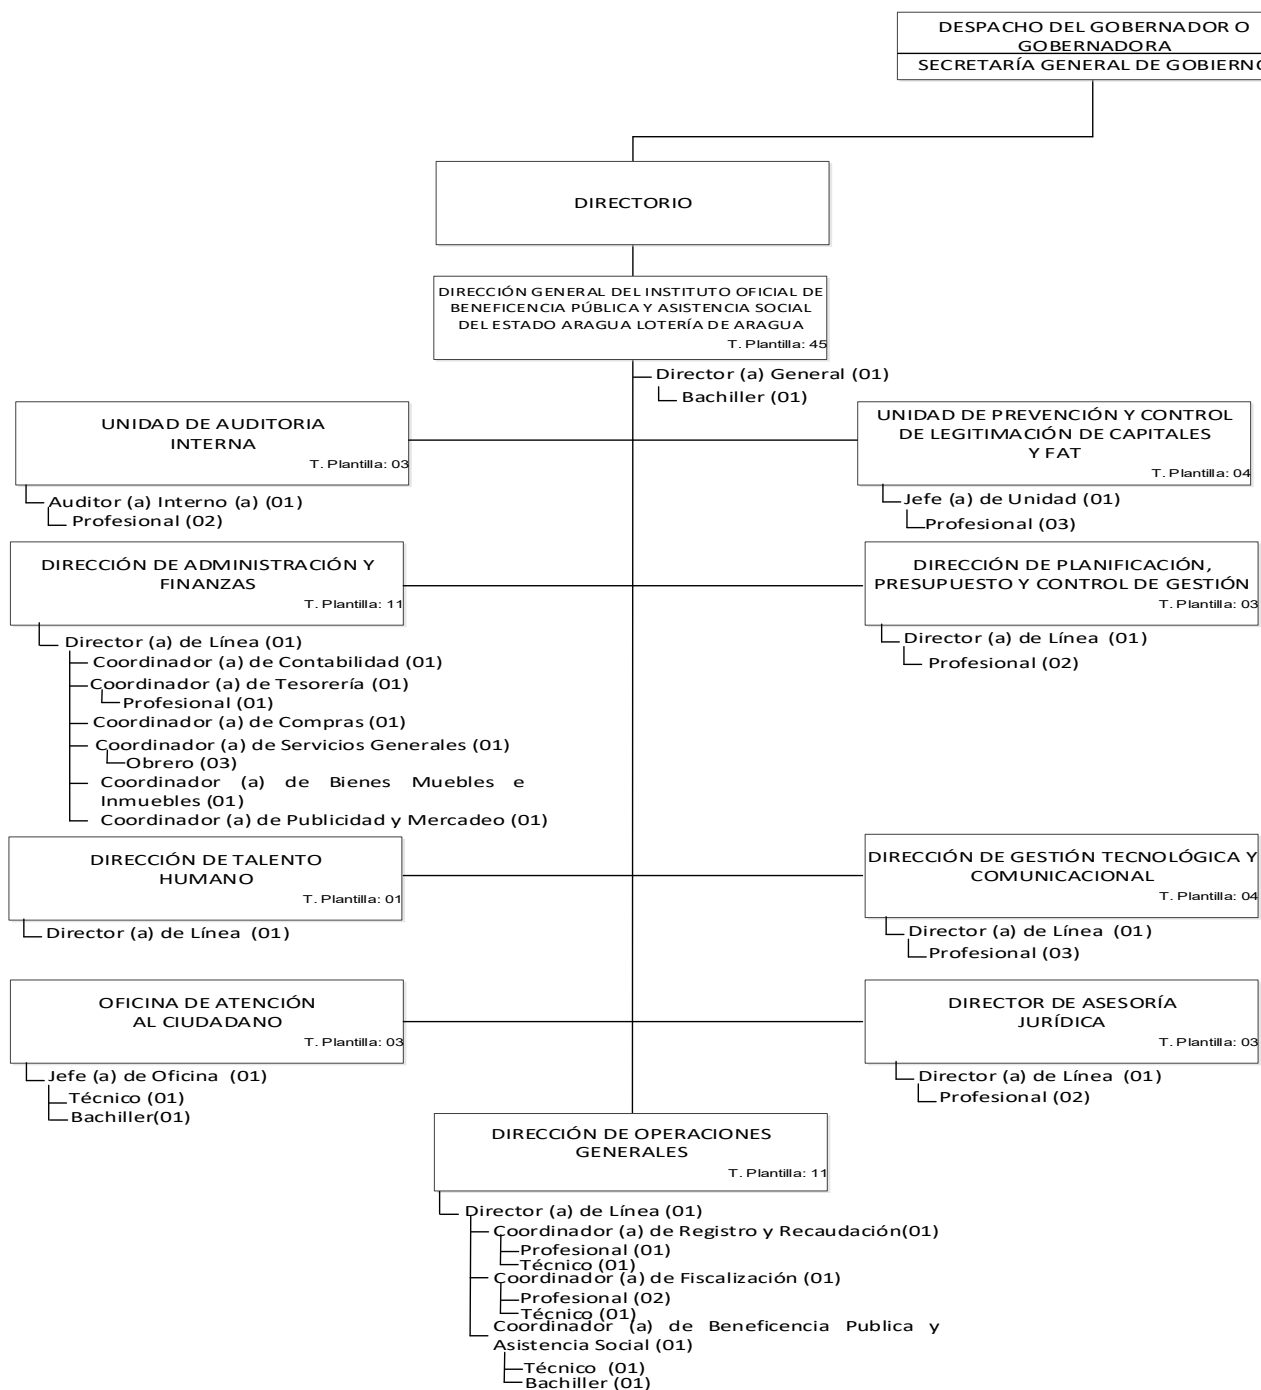 DESPACHO DEL GOBERNADOR O
GOBERNADORA
SECRETARÍA GENERAL DE GOBIERNO
DIRECTORIO
DIRECCIÓN GENERAL DEL INSTITUTO OFICIAL DE
BENEFICENCIA PÚBLICA Y ASISTENCIA SOCIAL
DEL ESTADO ARAGUA LOTERÍA DE ARAGUA
T. Plantilla: 45
Director (a) General (01)
Bachiller (01)
UNIDAD DE AUDITORIA
INTERNA
T. Plantilla: 03
Auditor (a) Interno (a) (01)
Profesional (02)
UNIDAD DE PREVENCIÓN Y CONTROL
DE LEGITIMACIÓN DE CAPITALES
Y FAT
T. Plantilla: 04
Jefe (a) de Unidad (01)
Profesional (03)
DIRECCIÓN DE ADMINISTRACIÓN Y
FINANZAS
T. Plantilla: 11
Director (a) de Línea (01)
Coordinador (a) de Contabilidad (01)
Coordinador (a) de Tesorería (01)
Profesional (01)
Coordinador (a) de Compras (01)
Coordinador (a) de Servicios Generales (01)
Obrero (03)
Coordinador (a) de Bienes Muebles e
Inmuebles (01)
Coordinador (a) de Publicidad y Mercadeo (01)
DIRECCIÓN DE PLANIFICACIÓN,
PRESUPUESTO Y CONTROL DE GESTIÓN
T. Plantilla: 03
Director (a) de Línea (01)
Profesional (02)
DIRECCIÓN DE TALENTO
HUMANO
T. Plantilla: 01
Director (a) de Línea (01)
DIRECCIÓN DE GESTIÓN TECNOLÓGICA Y
COMUNICACIONAL
T. Plantilla: 04
Director (a) de Línea (01)
Profesional (03)
OFICINA DE ATENCIÓN
AL CIUDADANO
T. Plantilla: 03
Jefe (a) de Oficina (01)
Técnico (01)
Bachiller(01)
DIRECTOR DE ASESORÍA
JURÍDICA
T. Plantilla: 03
Director (a) de Línea (01)
Profesional (02)
DIRECCIÓN DE OPERACIONES
GENERALES
T. Plantilla: 11
Director (a) de Línea (01)
Coordinador (a) de Registro y Recaudación(01)
Profesional (01)
Técnico (01)
Coordinador (a) de Fiscalización (01)
Profesional (02)
Técnico (01)
Coordinador (a) de Beneficencia Publica y
Asistencia Social (01)
Técnico (01)
Bachiller (01)